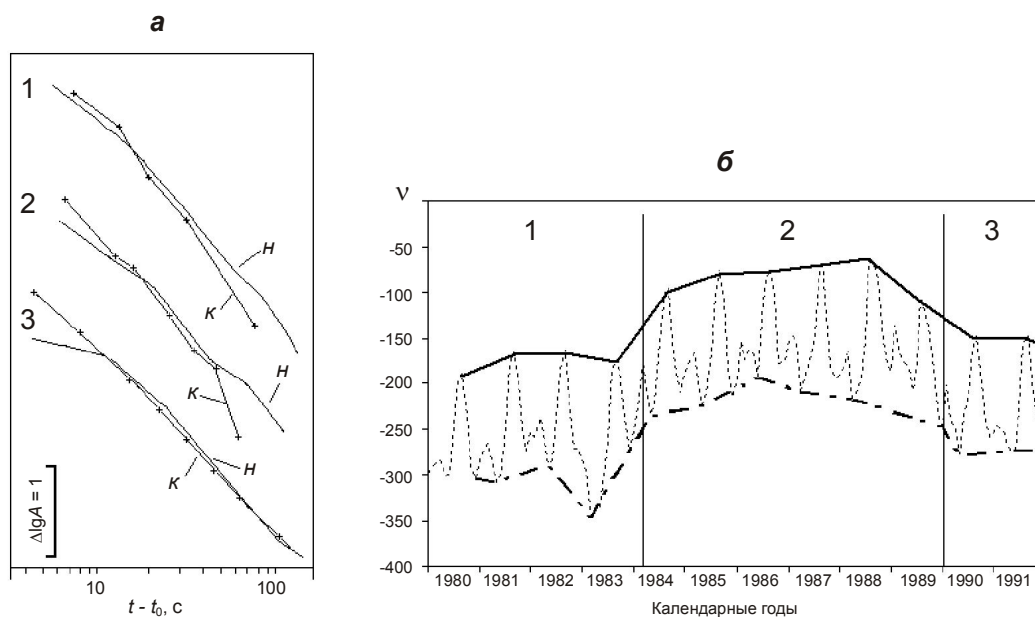 а
1
2
3
н
к
н
к
н
к
ΔlgA = 1
10
100
t - t₀, с
б
ν
-50
-100
-150
-200
-250
-300
-350
-400
1
2
3
1980 1981 1982 1983 1984 1985 1986 1987 1988 1989 1990 1991
Календарные годы